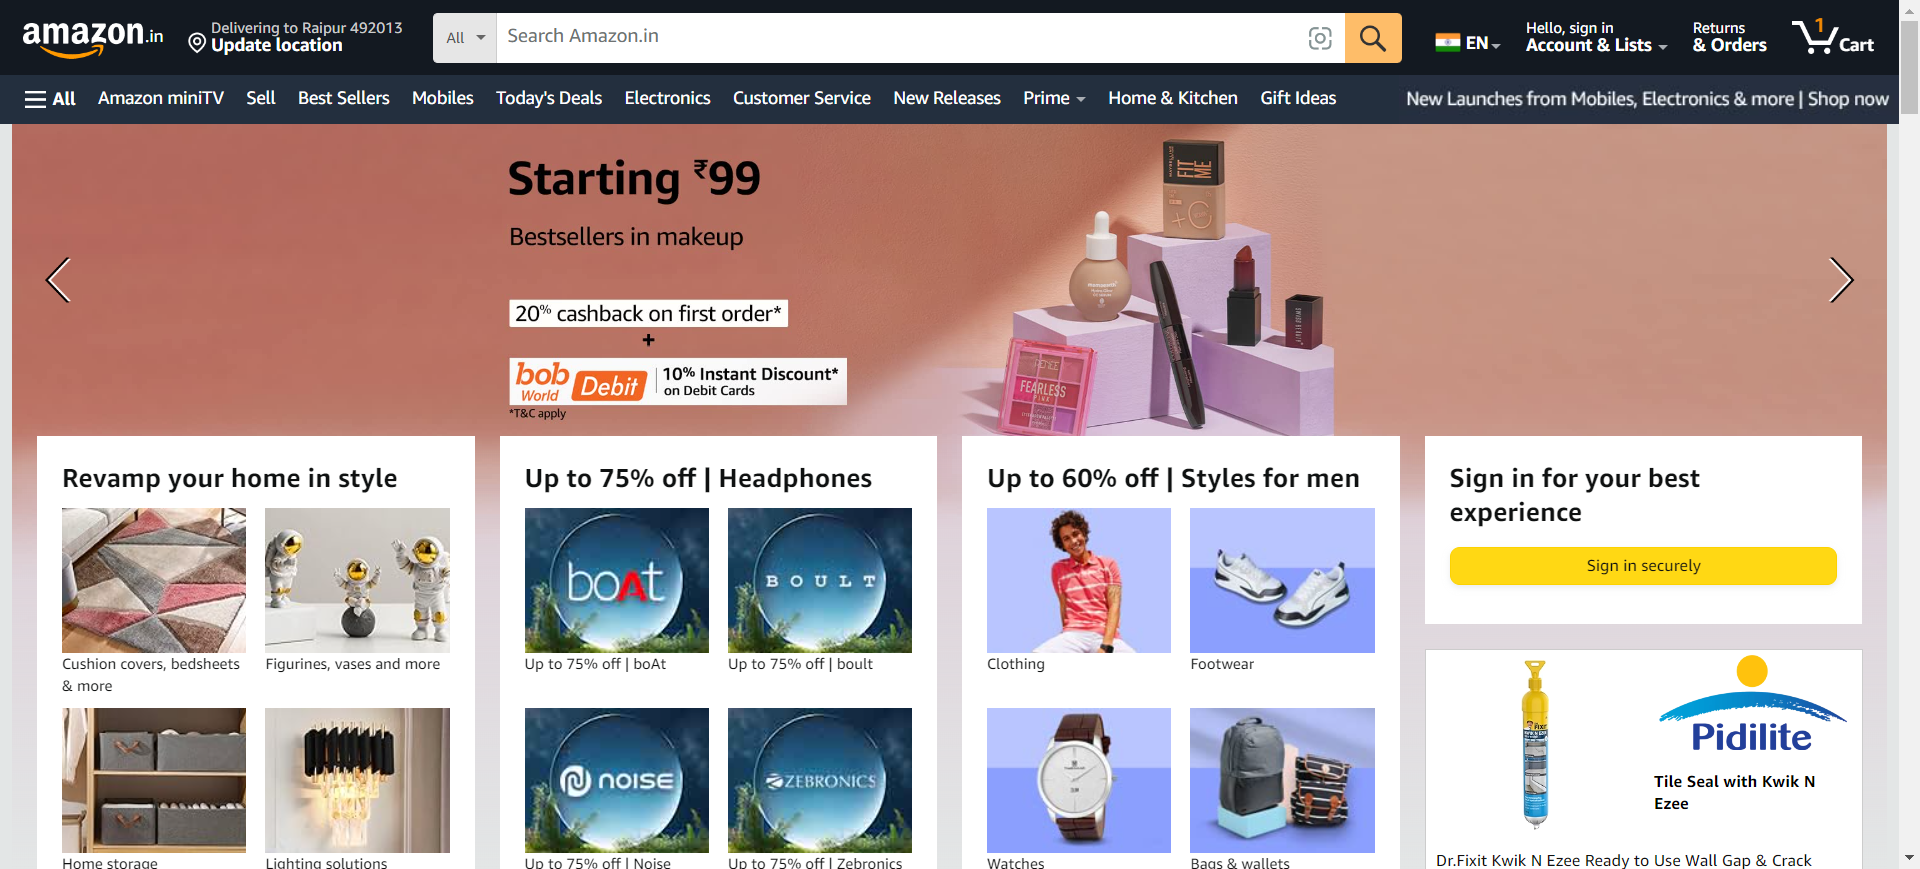 amazon.in
Delivering to Raipur 492013
Update location
All
Search Amazon.in
EN
Hello, sign in
Account & Lists
Returns
& Orders
1
Cart
All
Amazon miniTV
Sell
Best Sellers
Mobiles
Today's Deals
Electronics
Customer Service
New Releases
Prime
Home & Kitchen
Gift Ideas
New Launches from Mobiles, Electronics & more | Shop now
Starting ₹99
Bestsellers in makeup
20% cashback on first order*
+
bob
World
Debit
10% Instant Discount*
on Debit Cards
*T&C apply
MAYBELLINE
FIT
ME
+C
RENEE
FEARLESS
PINK
Revamp your home in style
Cushion covers, bedsheets
& more
Figurines, vases and more
Home storage
Lighting solutions
Up to 75% off | Headphones
boAt
BOULT
Up to 75% off | boAt
Up to 75% off | boult
noise
ZEBRONICS
Up to 75% off | Noise
Up to 75% off | Zebronics
Up to 60% off | Styles for men
Clothing
Footwear
Watches
Bags & wallets
Sign in for your best
experience
Sign in securely
Dr. FIXIT
KWIK N EZEE
Pidilite
Tile Seal with Kwik N
Ezee
Dr.Fixit Kwik N Ezee Ready to Use Wall Gap & Crack